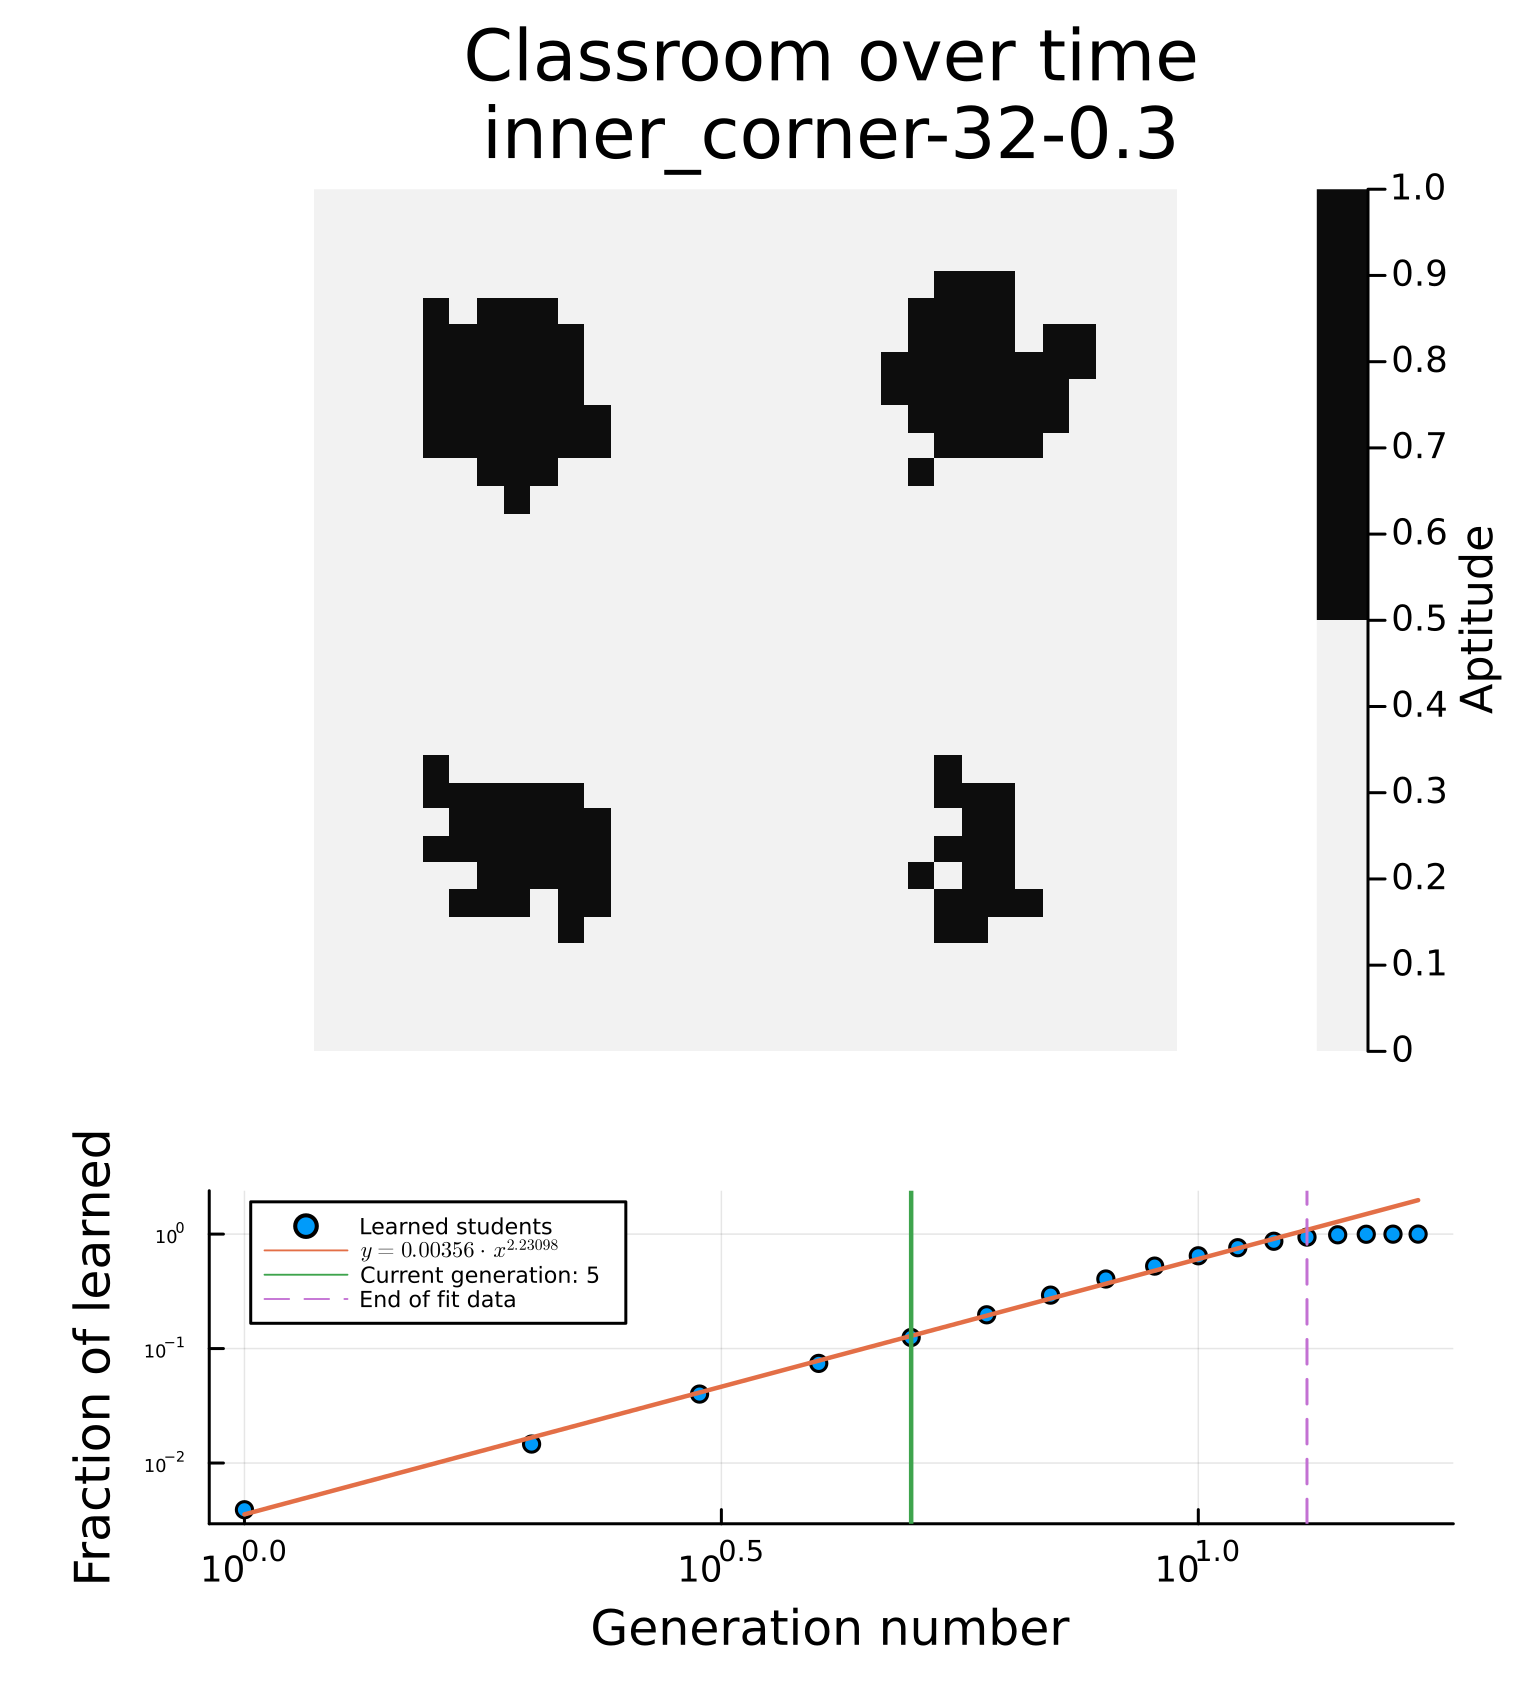 Classroom over time
inner_corner-32-0.3
1.0
0.9
0.8
0.7
0.6
0.5
0.4
0.3
0.2
0.1
0
Aptitude
Fraction of learned
10⁰
10⁻¹
10⁻²
Learned students
y = 0.00356 · x^2.23098
Current generation: 5
End of fit data
10^0.0 10^0.5 10^1.0
Generation number